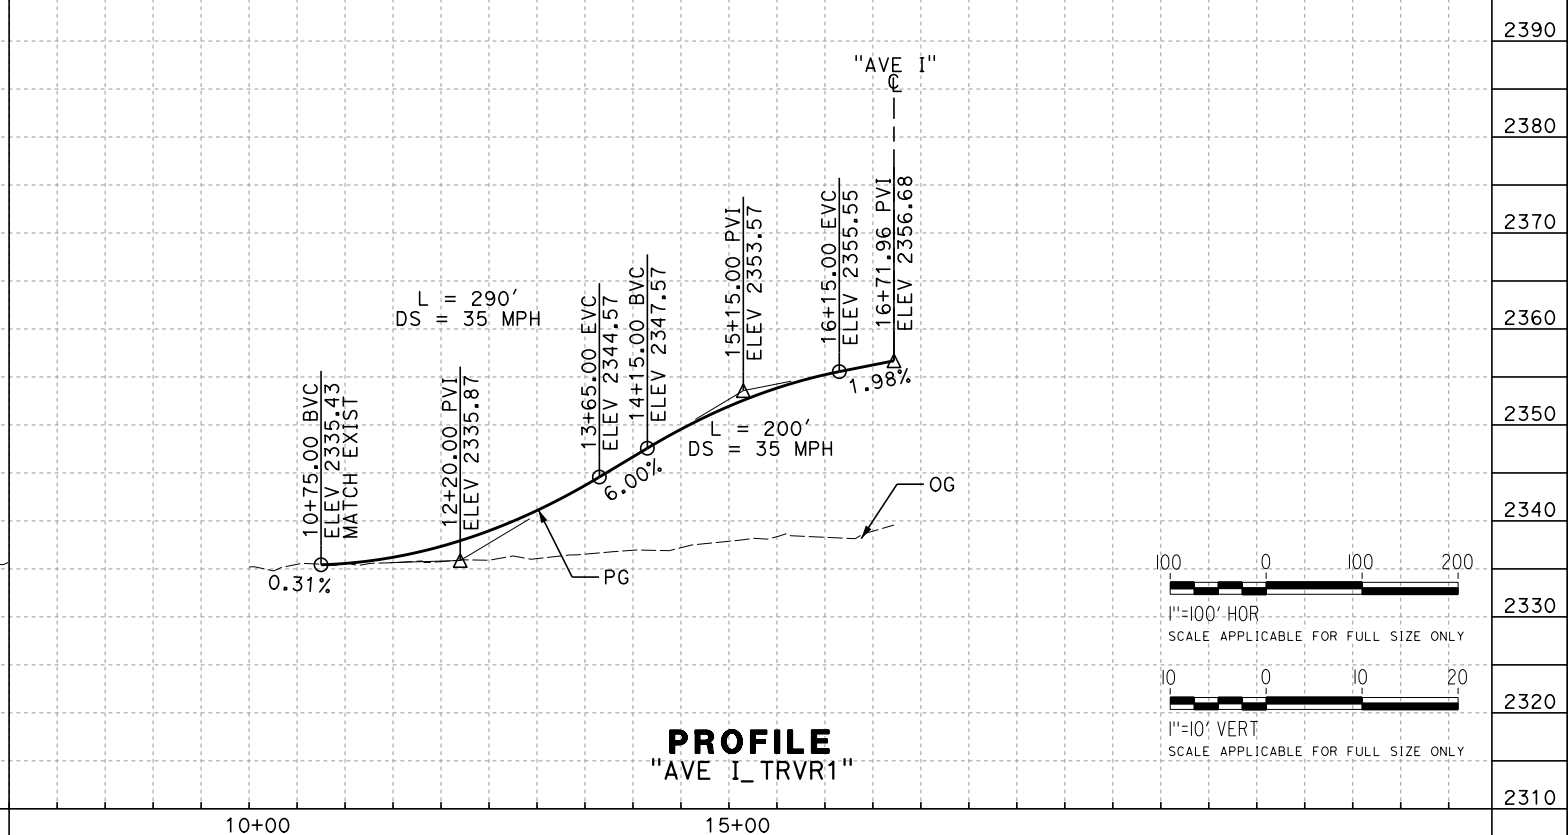 2390
2380
2370
2360
2350
2340
2330
2320
2310
"AVE I"
℄
L = 290'
DS = 35 MPH
10+75.00 BVC
ELEV 2335.43
MATCH EXIST
12+20.00 PVI
ELEV 2335.87
13+65.00 EVC
ELEV 2344.57
14+15.00 BVC
ELEV 2347.57
15+15.00 PVI
ELEV 2353.57
16+15.00 EVC
ELEV 2355.55
16+71.96 PVI
ELEV 2356.68
1.98%
L = 200'
DS = 35 MPH
6.00%
OG
PG
0.31%
100 0 100 200
1"=100' HOR
SCALE APPLICABLE FOR FULL SIZE ONLY
10 0 10 20
1"=10' VERT
SCALE APPLICABLE FOR FULL SIZE ONLY
PROFILE
"AVE I_TRVR1"
10+00 15+00